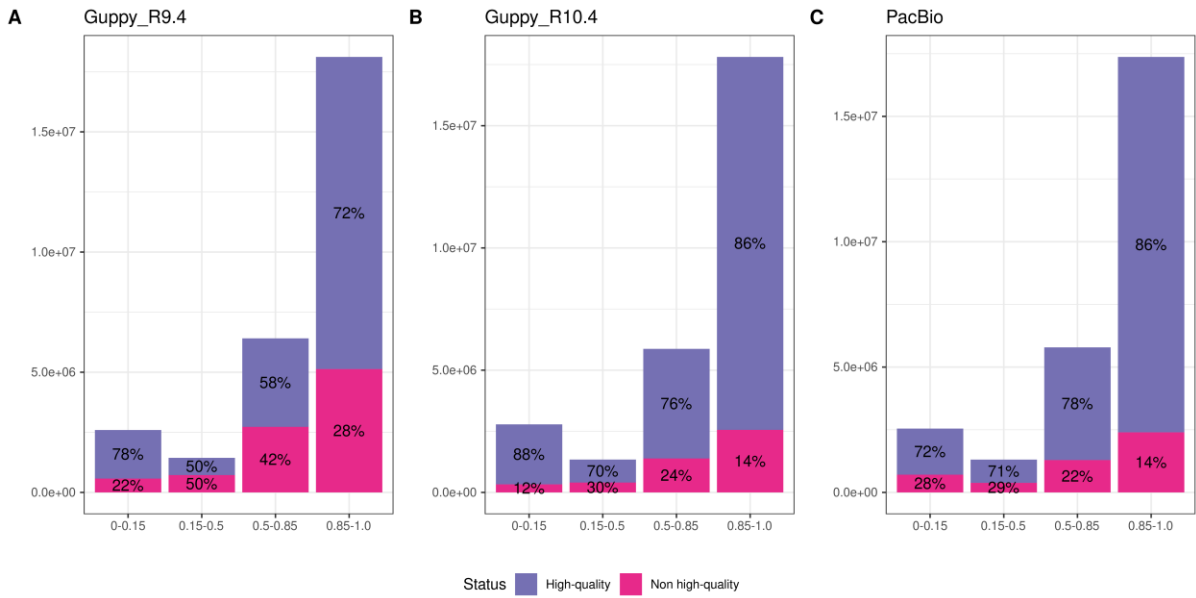 A Guppy_R9.4
1.5e+07
1.0e+07
5.0e+06
0.0e+00
72%
58%
28%
78%
50%
42%
22%
50%
0-0.15 0.15-0.5 0.5-0.85 0.85-1.0
B Guppy_R10.4
1.5e+07
1.0e+07
5.0e+06
0.0e+00
86%
76%
88%
70%
24%
14%
12%
30%
0-0.15 0.15-0.5 0.5-0.85 0.85-1.0
C PacBio
1.5e+07
1.0e+07
5.0e+06
0.0e+00
86%
78%
72%
71%
22%
14%
28%
29%
0-0.15 0.15-0.5 0.5-0.85 0.85-1.0
Status High-quality Non high-quality